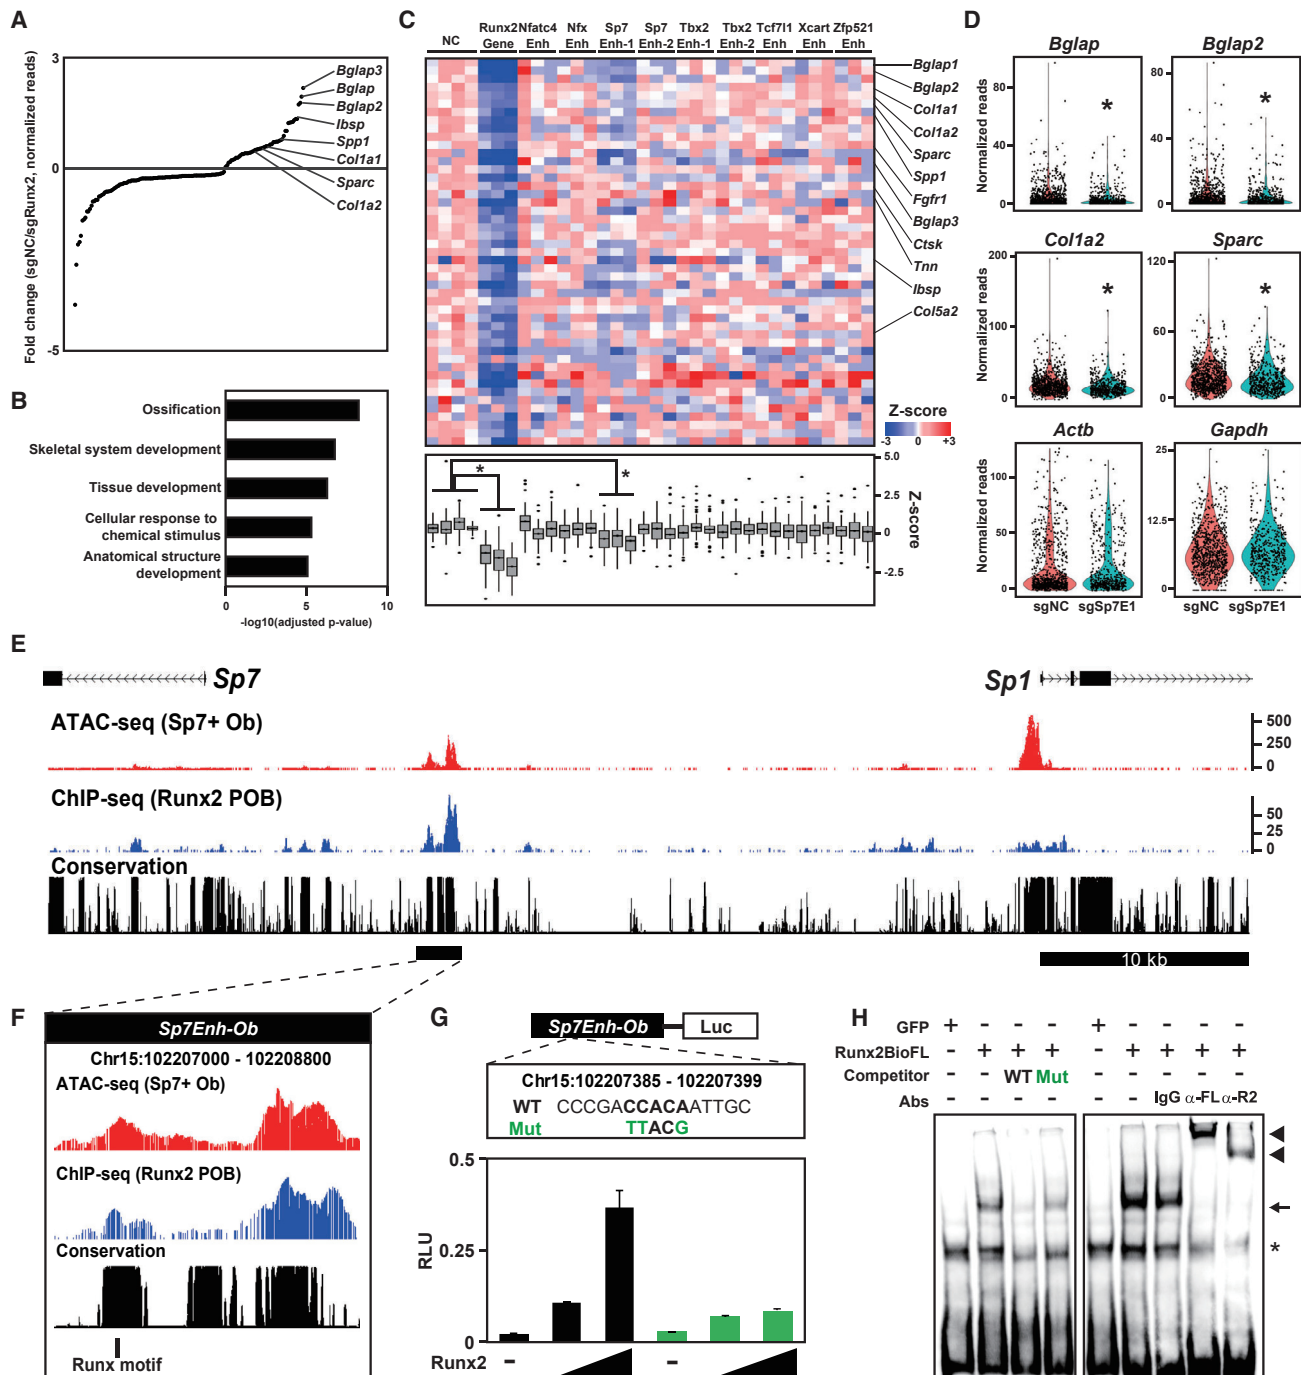 A
Fold change (sgNC/sgRunx2, normalized reads)
3
0
-5
Bglap3
Bglap
Bglap2
Ibsp
Spp1
Col1a1
Sparc
Col1a2
B
Ossification
Skeletal system development
Tissue development
Cellular response to
chemical stimulus
Anatomical structure
development
0 5 10
-log10(adjusted p-value)
C
NC
Runx2
Gene
Nfatc4
Enh
Nfx
Enh
Sp7
Enh-1
Sp7
Enh-2
Tbx2
Enh-1
Tbx2
Enh-2
Tcf7l1
Enh
Xcart
Enh
Zfp521
Enh
Bglap1
Bglap2
Col1a1
Col1a2
Sparc
Spp1
Fgfr1
Bglap3
Ctsk
Tnn
Ibsp
Col5a2
Z-score
-3 0 +3
* *
5.0
2.5
0
-2.5
Z-score
D
Bglap
Normalized reads
80
40
0
*
Bglap2
80
40
0
*
Col1a2
Normalized reads
200
100
0
*
Sparc
120
60
0
*
Actb
Normalized reads
100
50
0
Gapdh
25
12.5
0
sgNC sgSp7E1 sgNC sgSp7E1
E
Sp7
Sp1
ATAC-seq (Sp7+ Ob)
500
250
0
ChIP-seq (Runx2 POB)
50
25
0
Conservation
10 kb
F
Sp7Enh-Ob
Chr15:102207000 - 102208800
ATAC-seq (Sp7+ Ob)
ChIP-seq (Runx2 POB)
Conservation
Runx motif
G
Sp7Enh-Ob Luc
Chr15:102207385 - 102207399
WT CCCGACCACAATTGC
Mut TTACG
RLU
0.5
0.25
0
Runx2 - -
H
GFP + - - - + - - - -
Runx2BioFL - + + + - + + + +
Competitor - - WT Mut - - - - -
Abs - - - - - - IgG α-FL α-R2
*